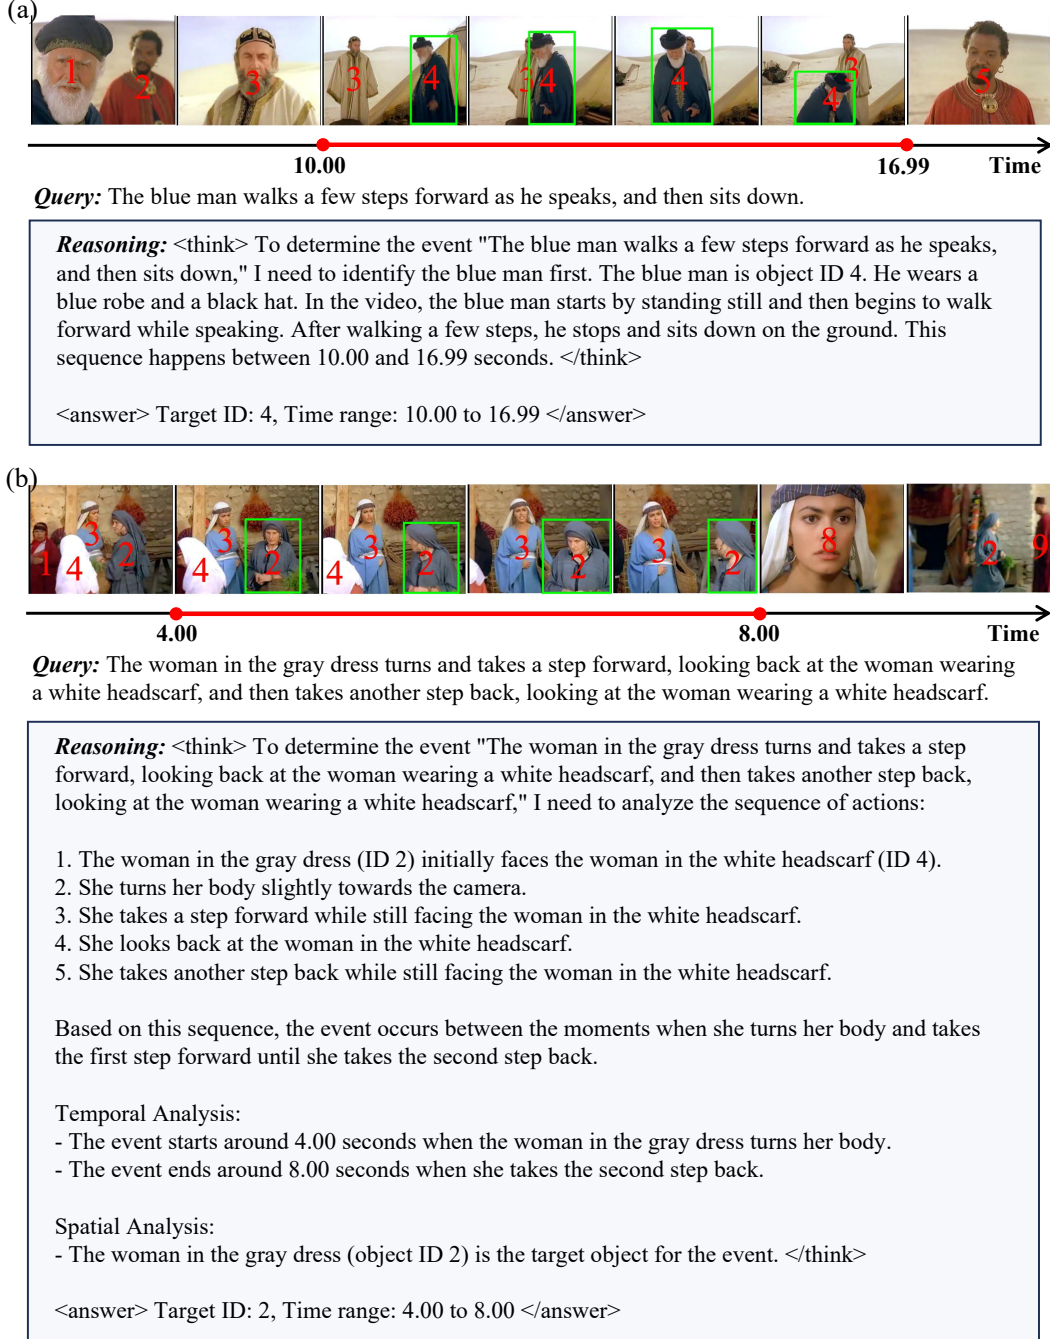 (a)
1 2 3 3 4 3 4 4 3 4 5
10.00 16.99 Time
Query: The blue man walks a few steps forward as he speaks, and then sits down.
Reasoning: <think> To determine the event "The blue man walks a few steps forward as he speaks,
and then sits down," I need to identify the blue man first. The blue man is object ID 4. He wears a
blue robe and a black hat. In the video, the blue man starts by standing still and then begins to walk
forward while speaking. After walking a few steps, he stops and sits down on the ground. This
sequence happens between 10.00 and 16.99 seconds. </think>
<answer> Target ID: 4, Time range: 10.00 to 16.99 </answer>
(b)
1 4 3 2 4 3 2 4 3 2 3 2 3 2 8 2 9
4.00 8.00 Time
Query: The woman in the gray dress turns and takes a step forward, looking back at the woman wearing
a white headscarf, and then takes another step back, looking at the woman wearing a white headscarf.
Reasoning: <think> To determine the event "The woman in the gray dress turns and takes a step
forward, looking back at the woman wearing a white headscarf, and then takes another step back,
looking at the woman wearing a white headscarf," I need to analyze the sequence of actions:
1. The woman in the gray dress (ID 2) initially faces the woman in the white headscarf (ID 4).
2. She turns her body slightly towards the camera.
3. She takes a step forward while still facing the woman in the white headscarf.
4. She looks back at the woman in the white headscarf.
5. She takes another step back while still facing the woman in the white headscarf.
Based on this sequence, the event occurs between the moments when she turns her body and takes
the first step forward until she takes the second step back.
Temporal Analysis:
- The event starts around 4.00 seconds when the woman in the gray dress turns her body.
- The event ends around 8.00 seconds when she takes the second step back.
Spatial Analysis:
- The woman in the gray dress (object ID 2) is the target object for the event. </think>
<answer> Target ID: 2, Time range: 4.00 to 8.00 </answer>